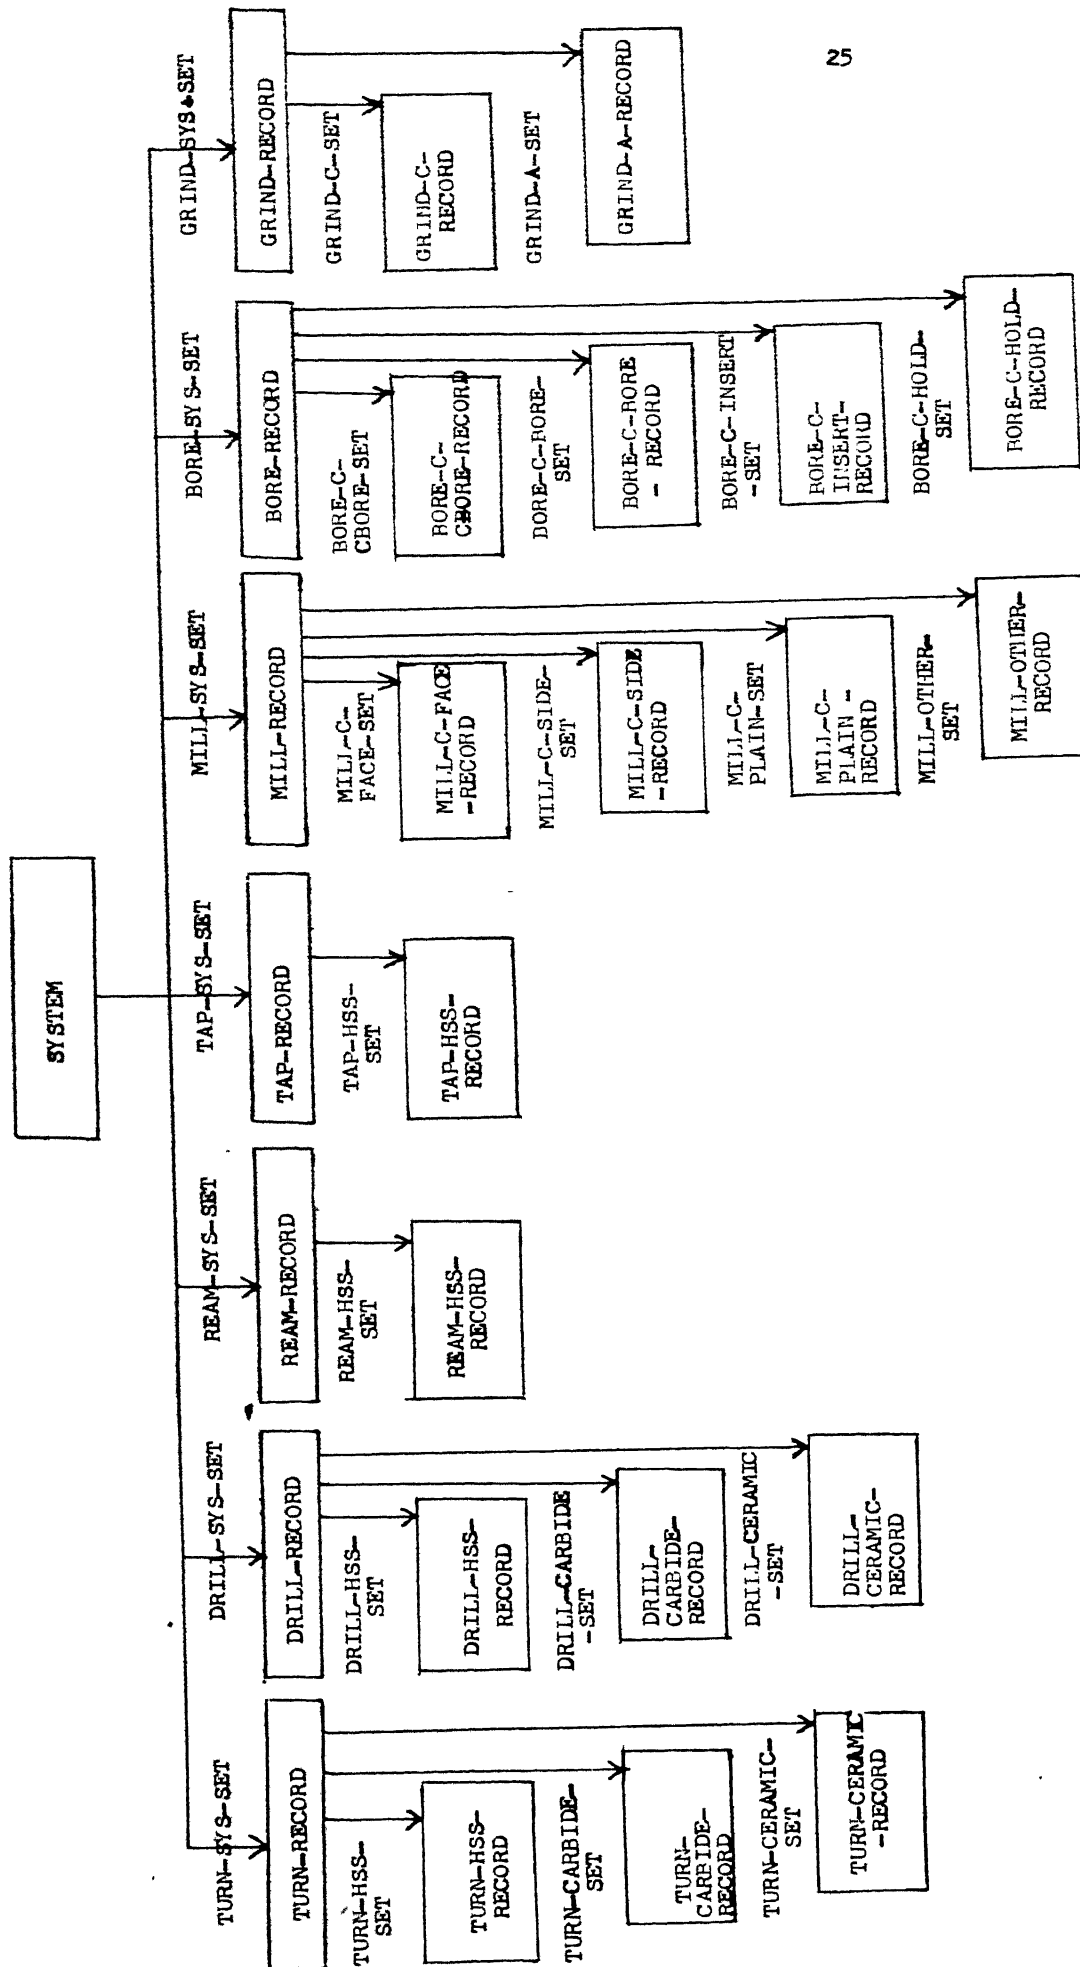 25
SYSTEM
TURN-SYS-SET
TURN-RECORD
TURN-HSS-
SET
TURN-HSS-
RECORD
TURN-CARBIDE-
SET
TURN-
CARBIDE-
RECORD
TURN-CERAMIC-
SET
TURN-CERAMIC
-RECORD
DRILL-SYS-SET
DRILL-RECORD
DRILL-HSS-
SET
DRILL-HSS-
RECORD
DRILL-CARBIDE
-SET
DRILL-
CARBIDE-
RECORD
DRILL-CERAMIC
-SET
DRILL-
CERAMIC-
RECORD
REAM-SYS-SET
REAM-RECORD
REAM-HSS-
SET
REAM-HSS-
RECORD
TAP-SYS-SET
TAP-RECORD
TAP-HSS-
SET
TAP-HSS-
RECORD
MILL-SYS-SET
MILL-RECORD
MILL-C-
FACE-SET
MILL-C-FACE
-RECORD
MILL-C-SIDE-
SET
MILL-C-SIDE
-RECORD
MILL-C-
PLAIN-SET
MILL-C-
PLAIN -
RECORD
MILL-OTHER-
SET
MILL-OTHER-
RECORD
BORE-SYS-SET
BORE-RECORD
BORE-C-
CBORE-SET
BORE-C-
CBORE-RECORD
BORE-C-BORE-
SET
BORE-C-BORE
- RECORD
BORE-C-INSERT
-SET
BORE-C-
INSERT-
RECORD
BORE-C-HOLD-
SET
BORE-C-HOLD-
RECORD
GRIND-SYS-SET
GRIND-RECORD
GRIND-C-SET
GRIND-C-
RECORD
GRIND-A-SET
GRIND-A-RECORD